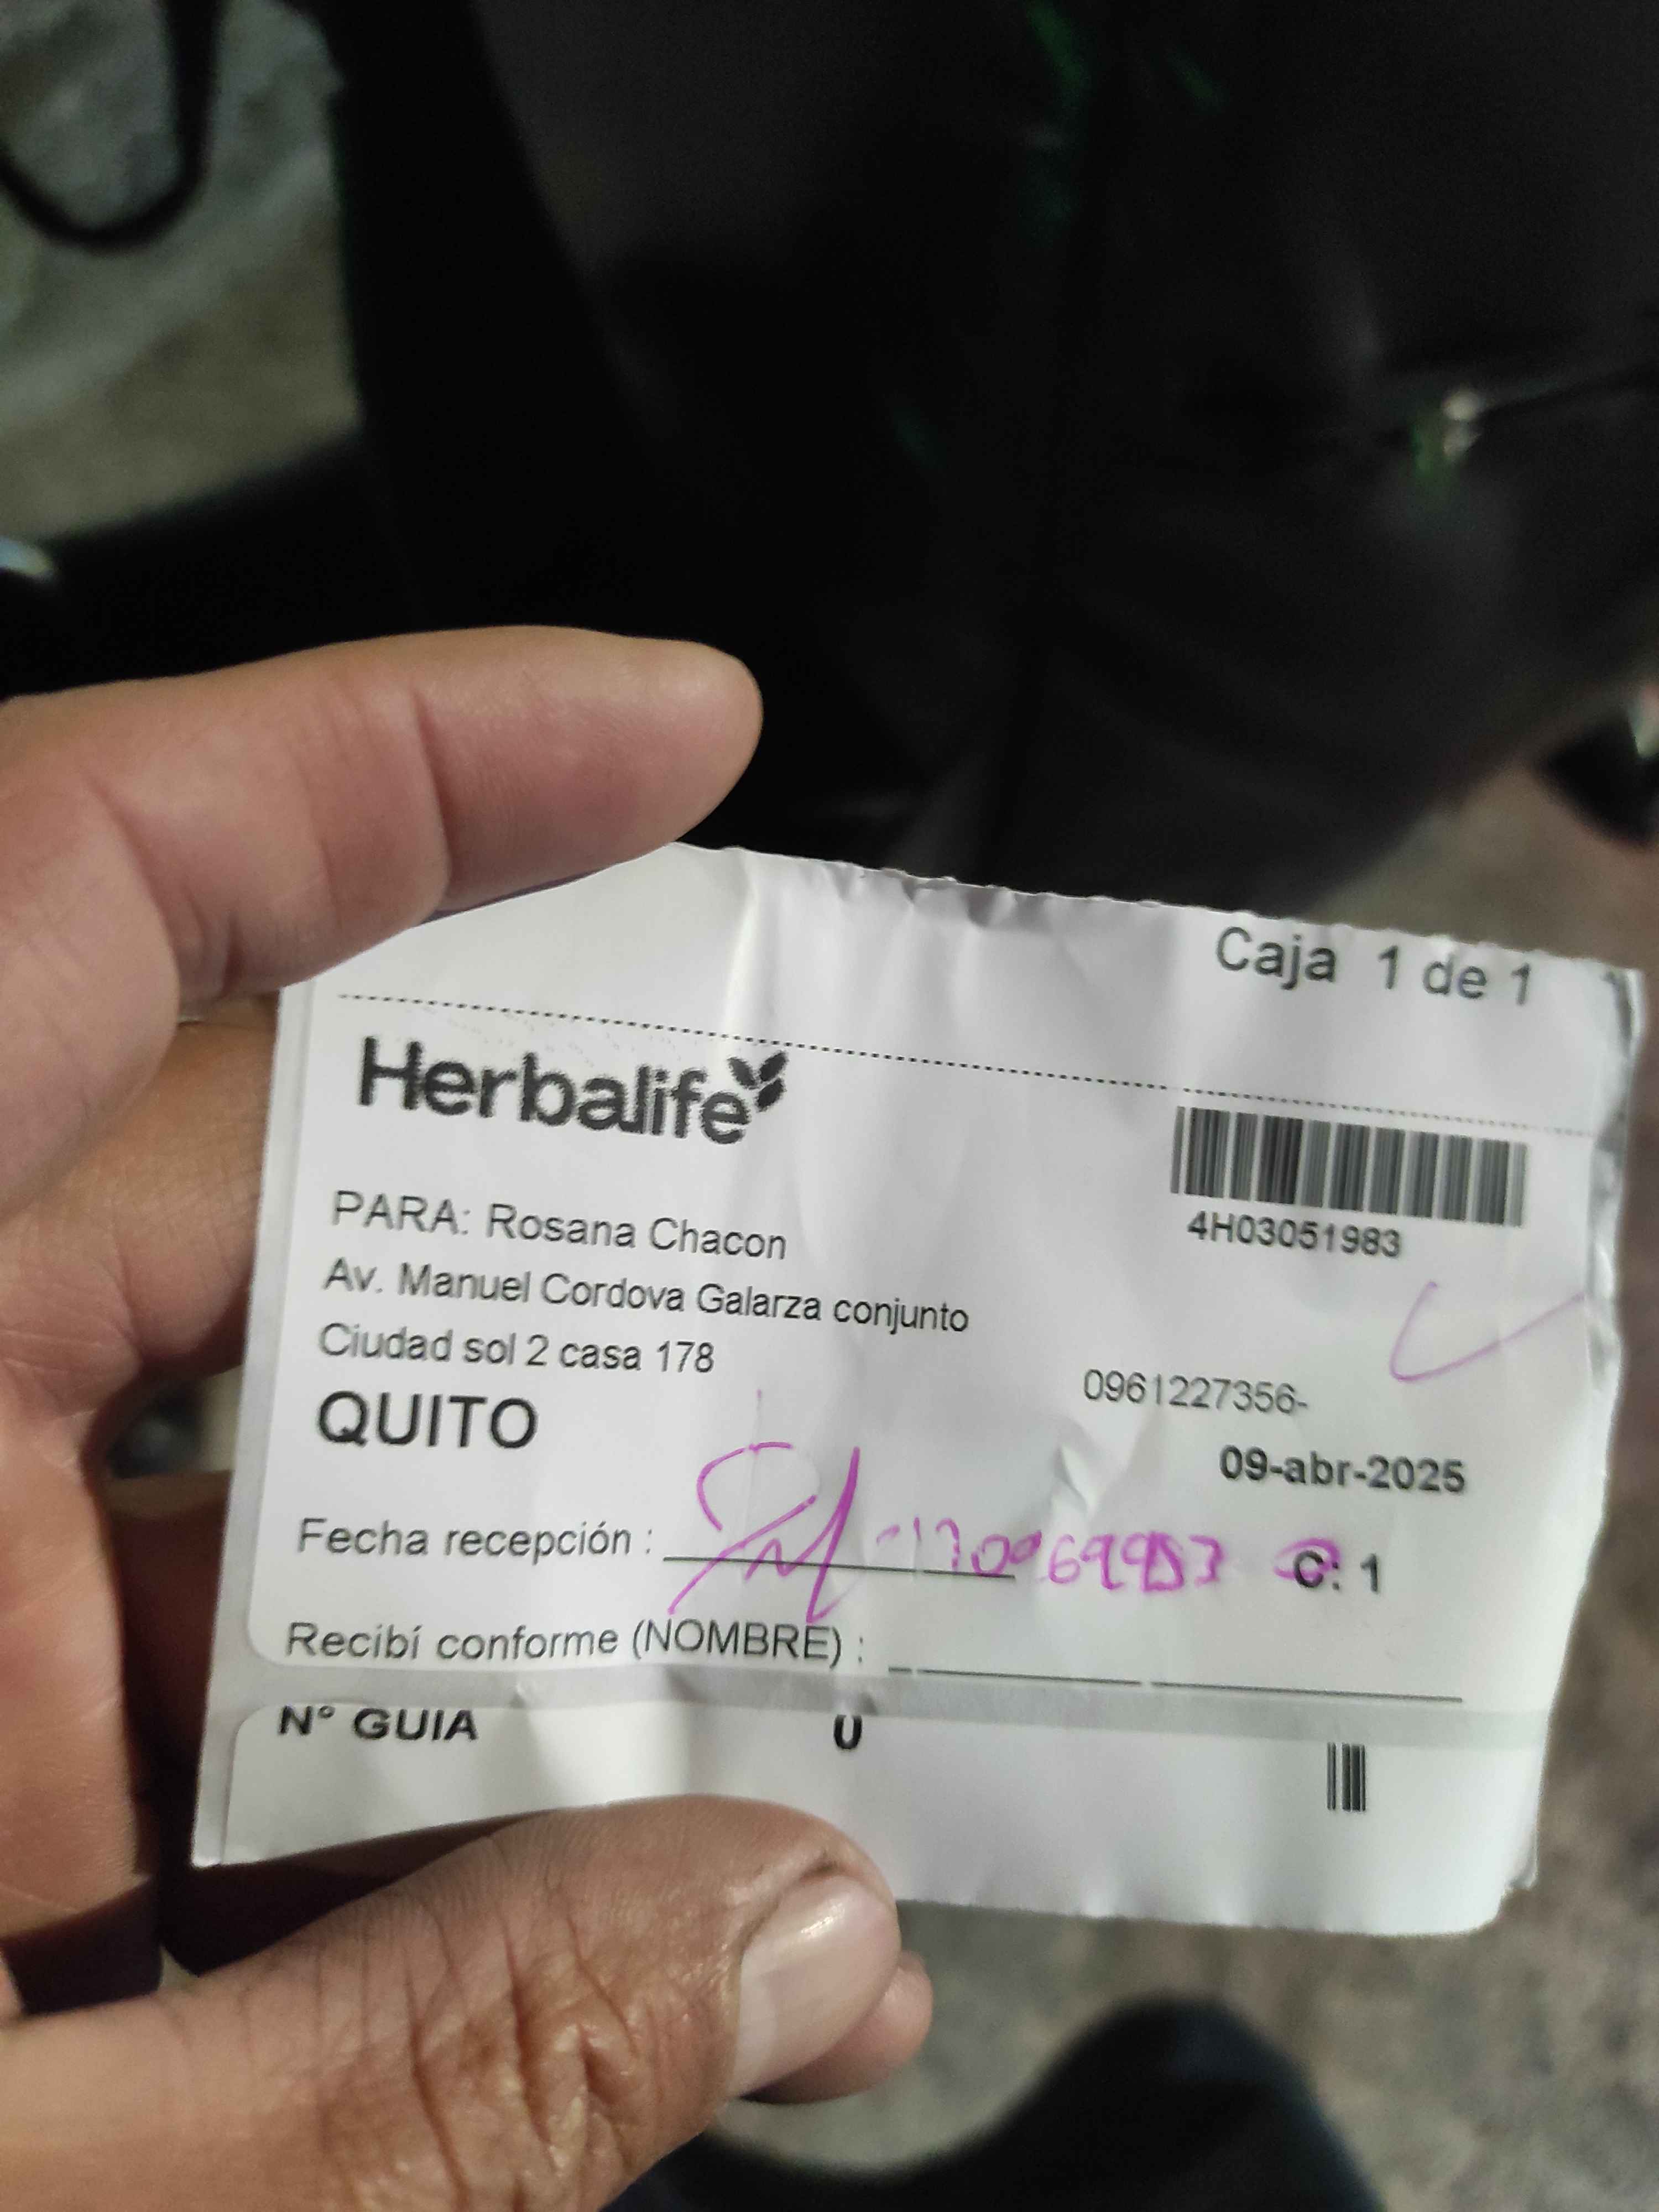 Caja 1 de 1
Herbalife
4H03051983
PARA: Rosana Chacon
Av. Manuel Cordova Galarza conjunto
Ciudad sol 2 casa 178
0961227356-
QUITO
09-abr-2025
Fecha recepción : C: 1
Recibí conforme (NOMBRE) :
N° GUIA 0